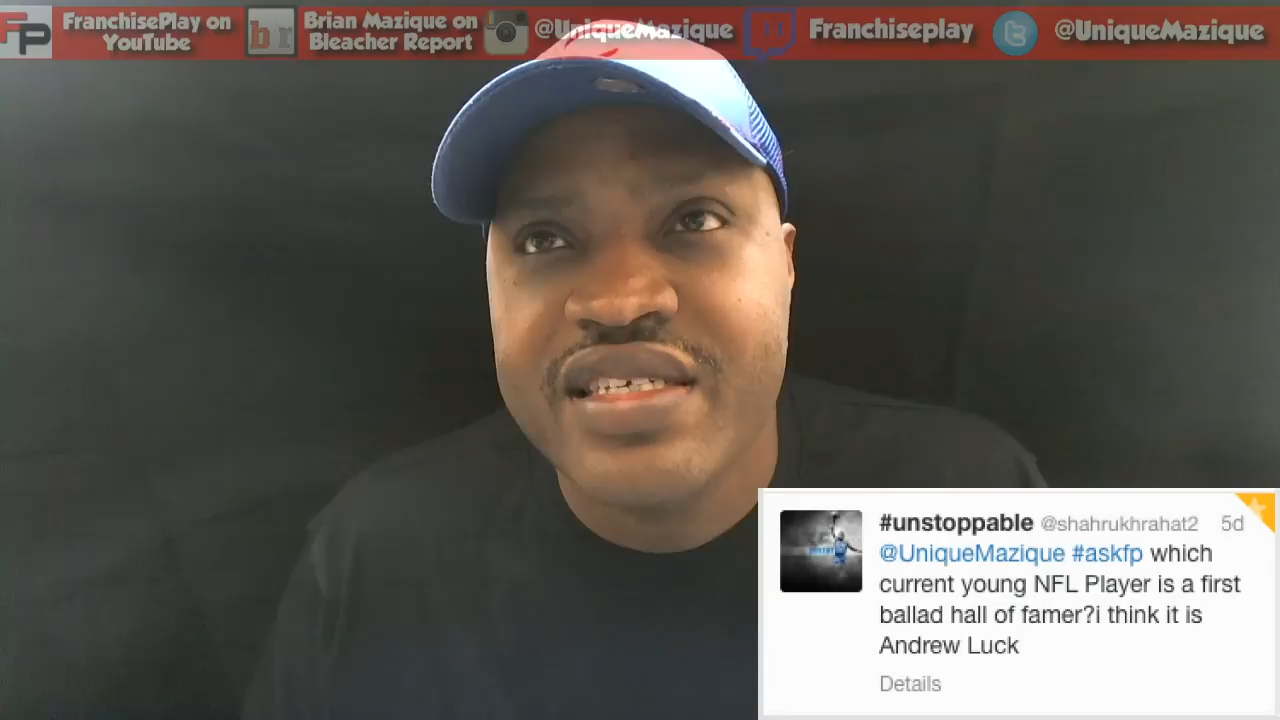 FP
FranchisePlay on
YouTube
br
Brian Mazique on
Bleacher Report
@UniqueMazique
Franchiseplay
@UniqueMazique
#unstoppable @shahrukhrahat2 5d
@UniqueMazique #askfp which
current young NFL Player is a first
ballad hall of famer?i think it is
Andrew Luck
Details